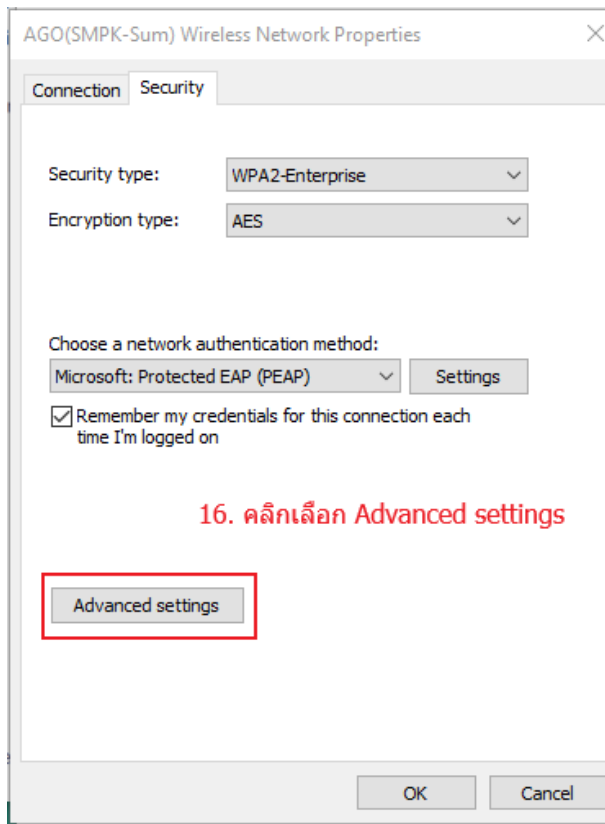 AGO(SMPK-Sum) Wireless Network Properties
Connection
Security
Security type:
WPA2-Enterprise
Encryption type:
AES
Choose a network authentication method:
Microsoft: Protected EAP (PEAP)
Settings
Remember my credentials for this connection each
time I'm logged on
16. คลิกเลือก Advanced settings
Advanced settings
OK
Cancel